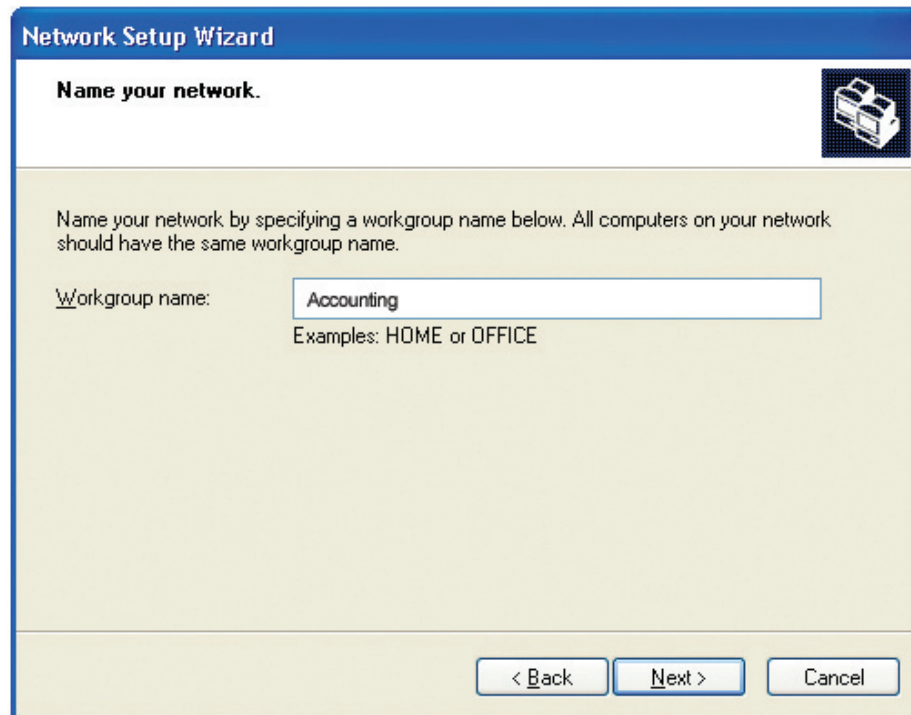 Network Setup Wizard
Name your network.
Name your network by specifying a workgroup name below. All computers on your network
should have the same workgroup name.
Workgroup name: Accounting
Examples: HOME or OFFICE
< Back Next > Cancel